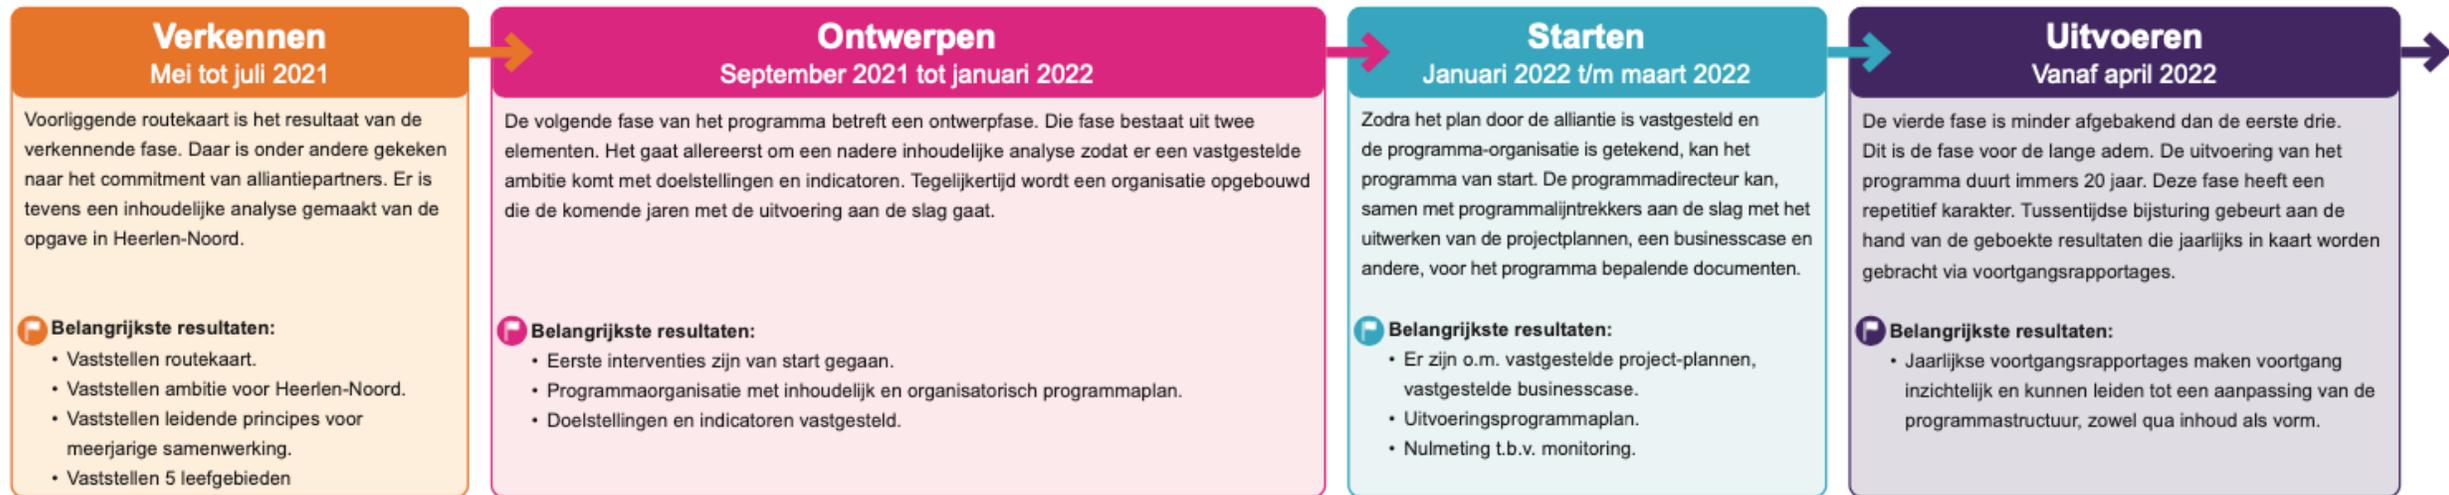 Verkennen
Mei tot juli 2021
Voorliggende routekaart is het resultaat van de
verkennende fase. Daar is onder andere gekeken
naar het commitment van alliantiepartners. Er is
tevens een inhoudelijke analyse gemaakt van de
opgave in Heerlen-Noord.
Belangrijkste resultaten:
• Vaststellen routekaart.
• Vaststellen ambitie voor Heerlen-Noord.
• Vaststellen leidende principes voor
meerjarige samenwerking.
• Vaststellen 5 leefgebieden
Ontwerpen
September 2021 tot januari 2022
De volgende fase van het programma betreft een ontwerpfase. Die fase bestaat uit twee
elementen. Het gaat allereerst om een nadere inhoudelijke analyse zodat er een vastgestelde
ambitie komt met doelstellingen en indicatoren. Tegelijkertijd wordt een organisatie opgebouwd
die de komende jaren met de uitvoering aan de slag gaat.
Belangrijkste resultaten:
• Eerste interventies zijn van start gegaan.
• Programmaorganisatie met inhoudelijk en organisatorisch programmaplan.
• Doelstellingen en indicatoren vastgesteld.
Starten
Januari 2022 t/m maart 2022
Zodra het plan door de alliantie is vastgesteld en
de programma-organisatie is getekend, kan het
programma van start. De programmadirecteur kan,
samen met programmalijntrekkers aan de slag met het
uitwerken van de projectplannen, een businesscase en
andere, voor het programma bepalende documenten.
Belangrijkste resultaten:
• Er zijn o.m. vastgestelde project-plannen,
vastgestelde businesscase.
• Uitvoeringsprogrammaplan.
• Nulmeting t.b.v. monitoring.
Uitvoeren
Vanaf april 2022
De vierde fase is minder afgebakend dan de eerste drie.
Dit is de fase voor de lange adem. De uitvoering van het
programma duurt immers 20 jaar. Deze fase heeft een
repetitief karakter. Tussentijdse bijsturing gebeurt aan de
hand van de geboekte resultaten die jaarlijks in kaart worden
gebracht via voortgangsrapportages.
Belangrijkste resultaten:
• Jaarlijkse voortgangsrapportages maken voortgang
inzichtelijk en kunnen leiden tot een aanpassing van de
programmastructuur, zowel qua inhoud als vorm.